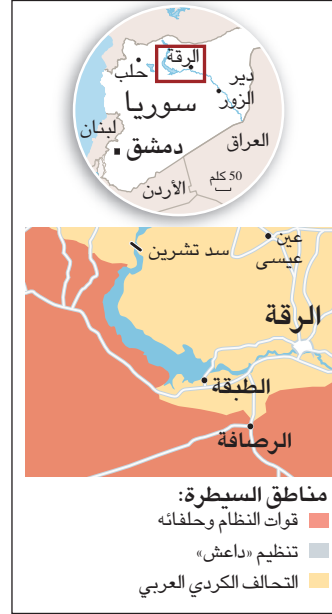 الرقة
حلب
دير
الزور
سوريا
لبنان
دمشق
العراق
50 كلم
الأردن
عين
عيسى
سد تشرين
الرقة
الطبقة
الرصافة
مناطق السيطرة:
قوات النظام وحلفائه
تنظيم «داعش»
التحالف الكردي العربي